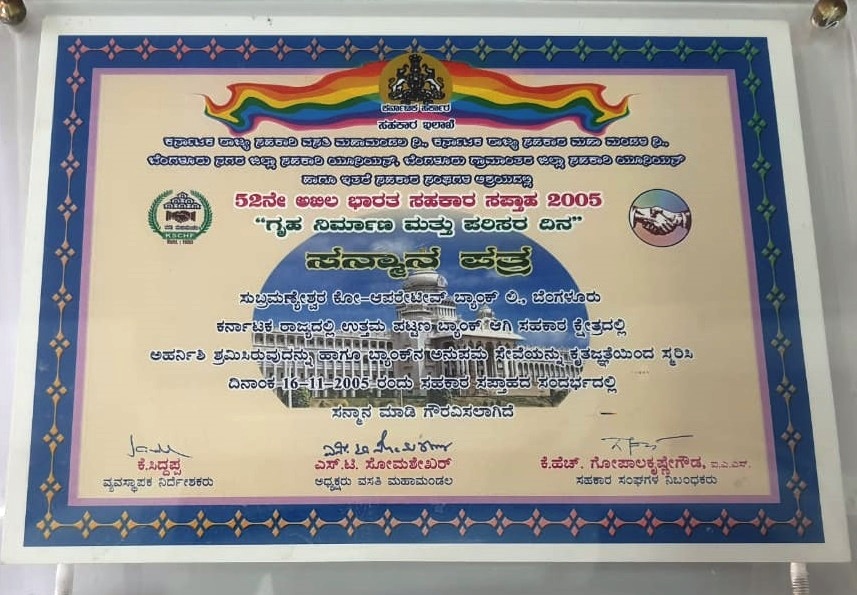 ಕರ್ನಾಟಕ ಸರ್ಕಾರ
ಸಹಕಾರ ಇಲಾಖೆ
ಕರ್ನಾಟಕ ರಾಜ್ಯ ಸಹಕಾರಿ ವಸತಿ ಮಹಾಮಂಡಲ ನಿ., ಕರ್ನಾಟಕ ರಾಜ್ಯ ಸಹಕಾರ ಮಹಾ ಮಂಡಲ ನಿ.,
ಬೆಂಗಳೂರು ನಗರ ಜಿಲ್ಲಾ ಸಹಕಾರಿ ಯೂನಿಯನ್, ಬೆಂಗಳೂರು ಗ್ರಾಮಾಂತರ ಜಿಲ್ಲಾ ಸಹಕಾರಿ ಯೂನಿಯನ್
ಹಾಗೂ ಇತರೆ ಸಹಕಾರ ಸಂಘಗಳ ಆಶ್ರಯದಲ್ಲಿ
52ನೇ ಅಖಿಲ ಭಾರತ ಸಹಕಾರ ಸಪ್ತಾಹ 2005
"ಗೃಹ ನಿರ್ಮಾಣ ಮತ್ತು ಪರಿಸರ ದಿನ"
KSCHF
ಸನ್ಮಾನ ಪತ್ರ
ಸುಬ್ರಮಣ್ಯೇಶ್ವರ ಕೋ-ಆಪರೇಟೀವ್ ಬ್ಯಾಂಕ್ ಲಿ., ಬೆಂಗಳೂರು
ಕರ್ನಾಟಕ ರಾಜ್ಯದಲ್ಲಿ ಉತ್ತಮ ಪಟ್ಟಣ ಬ್ಯಾಂಕ್ ಆಗಿ ಸಹಕಾರ ಕ್ಷೇತ್ರದಲ್ಲಿ
ಅಹರ್ನಿಶಿ ಶ್ರಮಿಸಿರುವುದನ್ನು ಹಾಗೂ ಬ್ಯಾಂಕ್‌ನ ಅನುಪಮ ಸೇವೆಯನ್ನು ಕೃತಜ್ಞತೆಯಿಂದ ಸ್ಮರಿಸಿ
ದಿನಾಂಕ 16-11-2005 ರಂದು ಸಹಕಾರ ಸಪ್ತಾಹದ ಸಂದರ್ಭದಲ್ಲಿ
ಸನ್ಮಾನ ಮಾಡಿ ಗೌರವಿಸಲಾಗಿದೆ
ಕೆ.ಸಿದ್ದಪ್ಪ
ವ್ಯವಸ್ಥಾಪಕ ನಿರ್ದೇಶಕರು
ಎಸ್.ಟಿ. ಸೋಮಶೇಖರ್
ಅಧ್ಯಕ್ಷರು ವಸತಿ ಮಹಾಮಂಡಲ
ಕೆ.ಹೆಚ್. ಗೋಪಾಲಕೃಷ್ಣೇಗೌಡ, ಐ.ಎ.ಎಸ್.
ಸಹಕಾರ ಸಂಘಗಳ ನಿಬಂಧಕರು